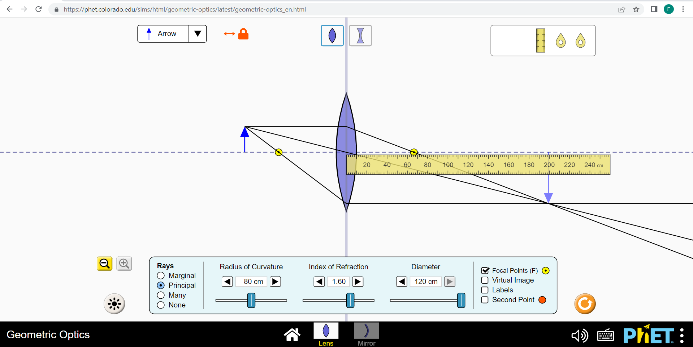 https://phet.colorado.edu/sims/html/geometric-optics/latest/geometric-optics_en.html
Arrow
20 40 60 80 100 120 140 160 180 200 220 240 cm
Rays
Marginal
Principal
Many
None
Radius of Curvature
80 cm
Index of Refraction
1.60
Diameter
120 cm
Focal Points (F)
Virtual Image
Labels
Second Point
Geometric Optics
Lens
Mirror
PhET